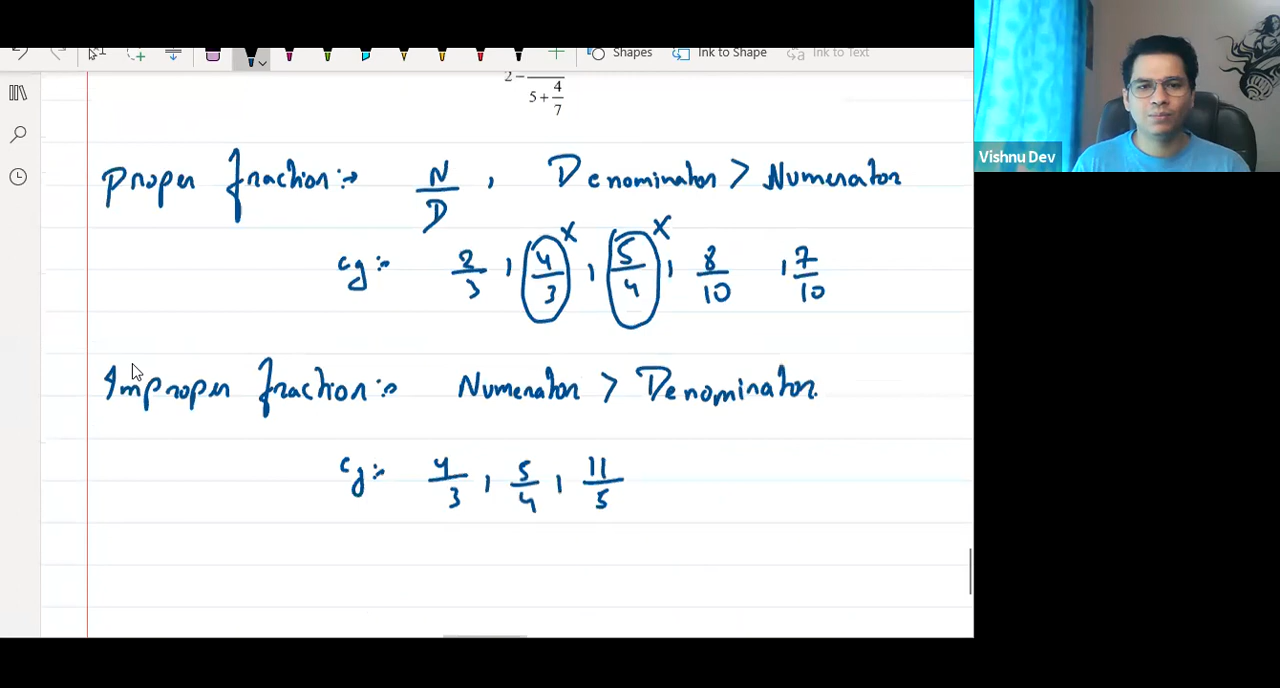 Shapes Ink to Shape Ink to Text
2 -
5 + 4/7
Vishnu Dev
Proper fraction :→ N/D , Denominator > Numerator
eg :- 2/3 , 4/3 x , 5/4 x , 8/10 , 7/10
Improper fraction :- Numerator > Denominator.
eg :- 4/3 , 5/4 , 11/5